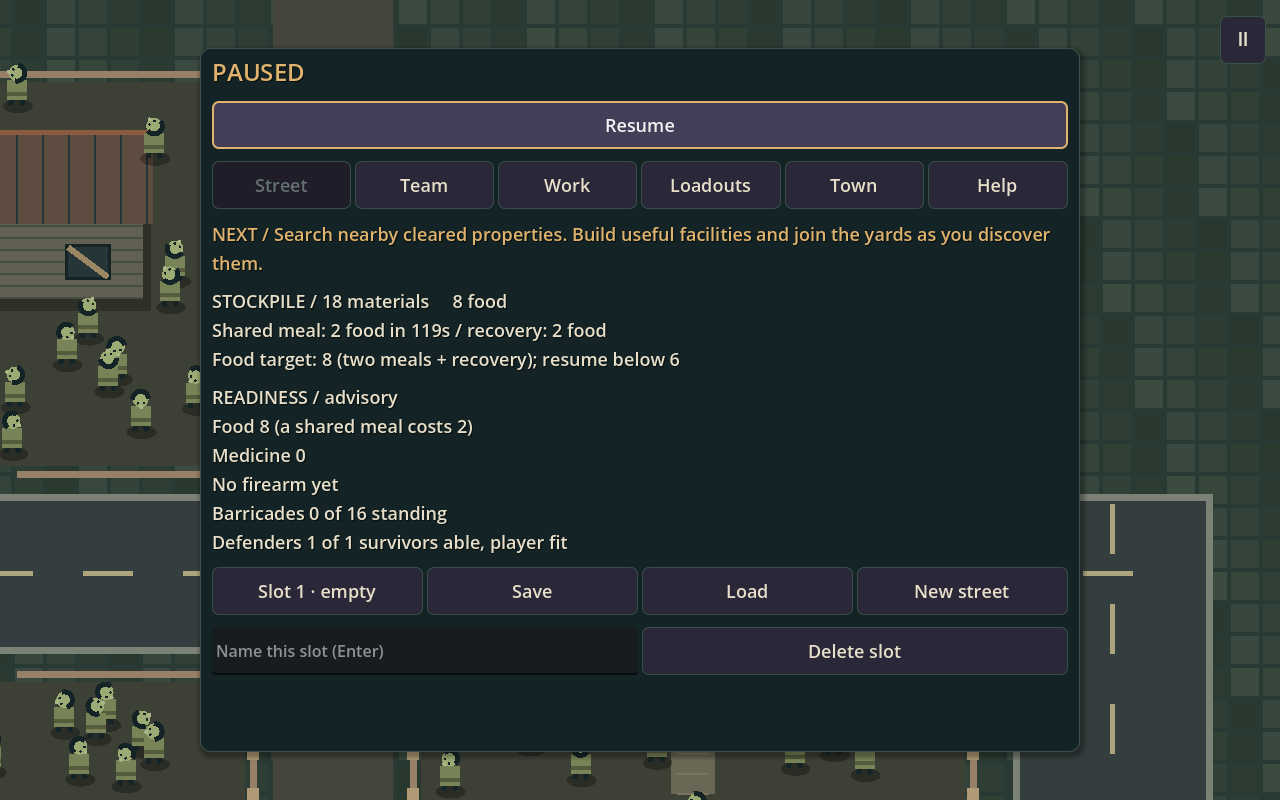 PAUSED
Resume
Street Team Work Loadouts Town Help
NEXT / Search nearby cleared properties. Build useful facilities and join the yards as you discover
them.
STOCKPILE / 18 materials 8 food
Shared meal: 2 food in 119s / recovery: 2 food
Food target: 8 (two meals + recovery); resume below 6
READINESS / advisory
Food 8 (a shared meal costs 2)
Medicine 0
No firearm yet
Barricades 0 of 16 standing
Defenders 1 of 1 survivors able, player fit
Slot 1 · empty Save Load New street
Name this slot (Enter) Delete slot